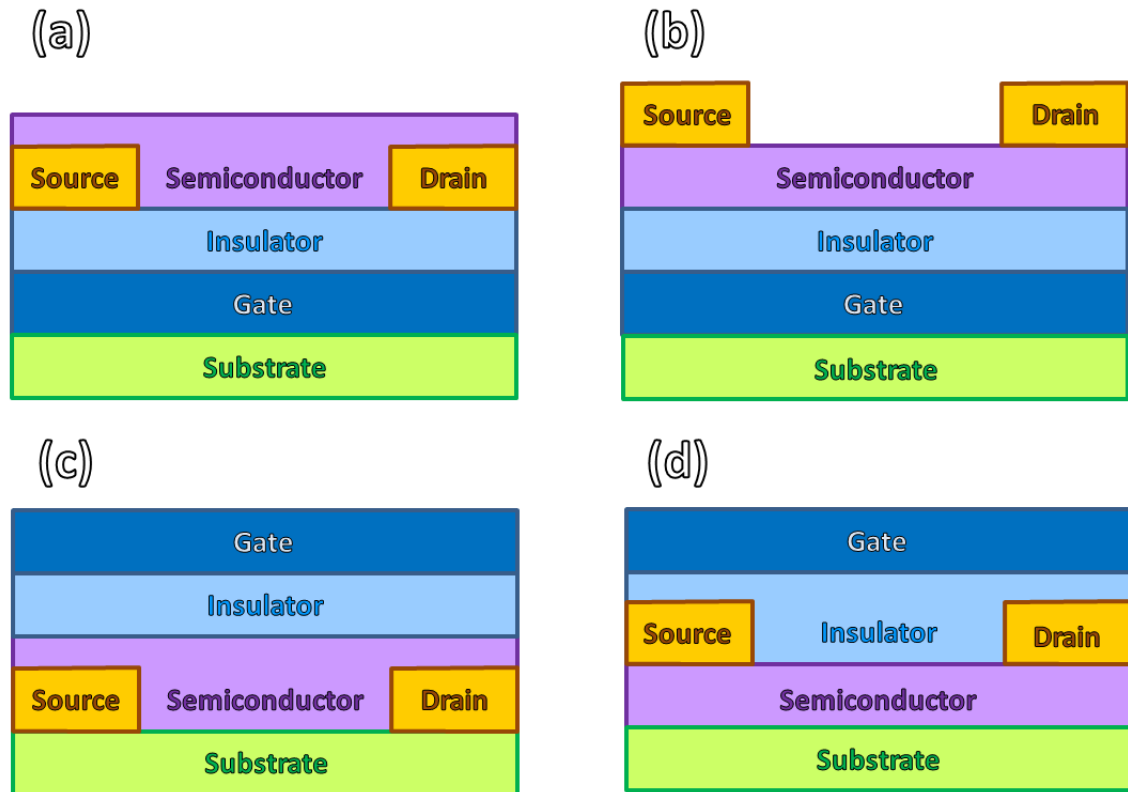 (a)
Source Semiconductor Drain
Insulator
Gate
Substrate
(b)
Source Drain
Semiconductor
Insulator
Gate
Substrate
(c)
Gate
Insulator
Source Semiconductor Drain
Substrate
(d)
Gate
Source Insulator Drain
Semiconductor
Substrate